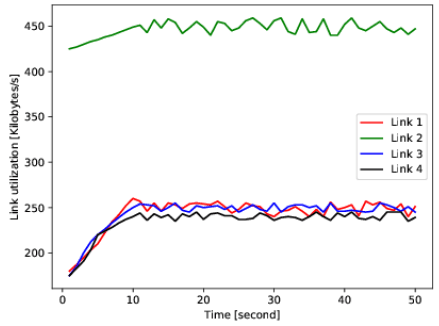 450
400
350
300
250
200
Link utilization [Kilobytes/s]
Link 1
Link 2
Link 3
Link 4
0 10 20 30 40 50
Time [second]